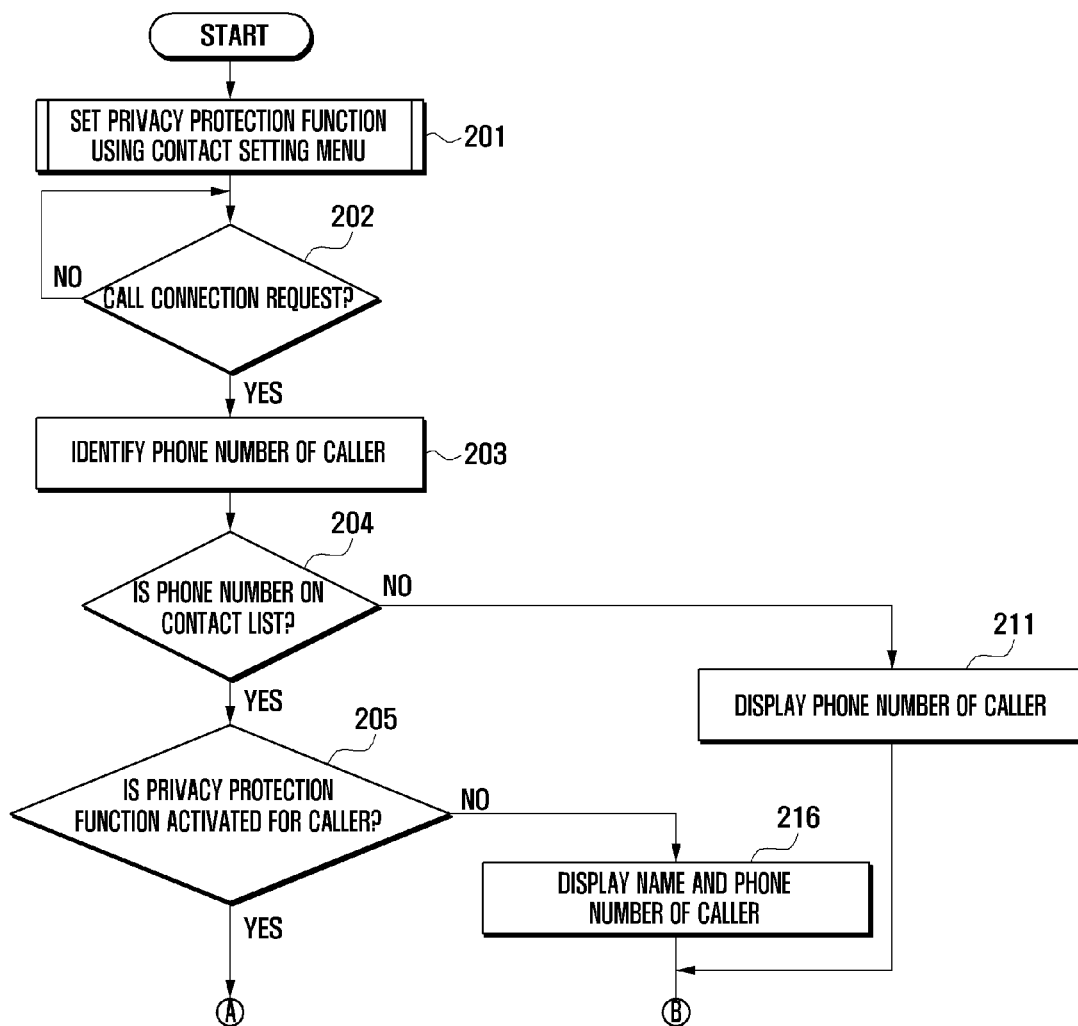 START
SET PRIVACY PROTECTION FUNCTION
USING CONTACT SETTING MENU
201
202
NO
CALL CONNECTION REQUEST?
YES
IDENTIFY PHONE NUMBER OF CALLER
203
204
IS PHONE NUMBER ON
CONTACT LIST?
NO
YES
211
DISPLAY PHONE NUMBER OF CALLER
205
IS PRIVACY PROTECTION
FUNCTION ACTIVATED FOR CALLER?
NO
YES
216
DISPLAY NAME AND PHONE
NUMBER OF CALLER
A
B